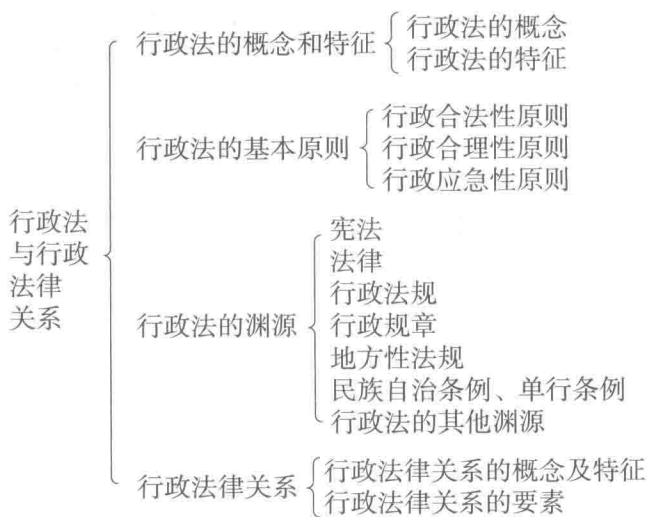 行政法
与行政
法律
关系
行政法的概念和特征
行政法的概念
行政法的特征
行政法的基本原则
行政合法性原则
行政合理性原则
行政应急性原则
行政法的渊源
宪法
法律
行政法规
行政规章
地方性法规
民族自治条例、单行条例
行政法的其他渊源
行政法律关系
行政法律关系的概念及特征
行政法律关系的要素